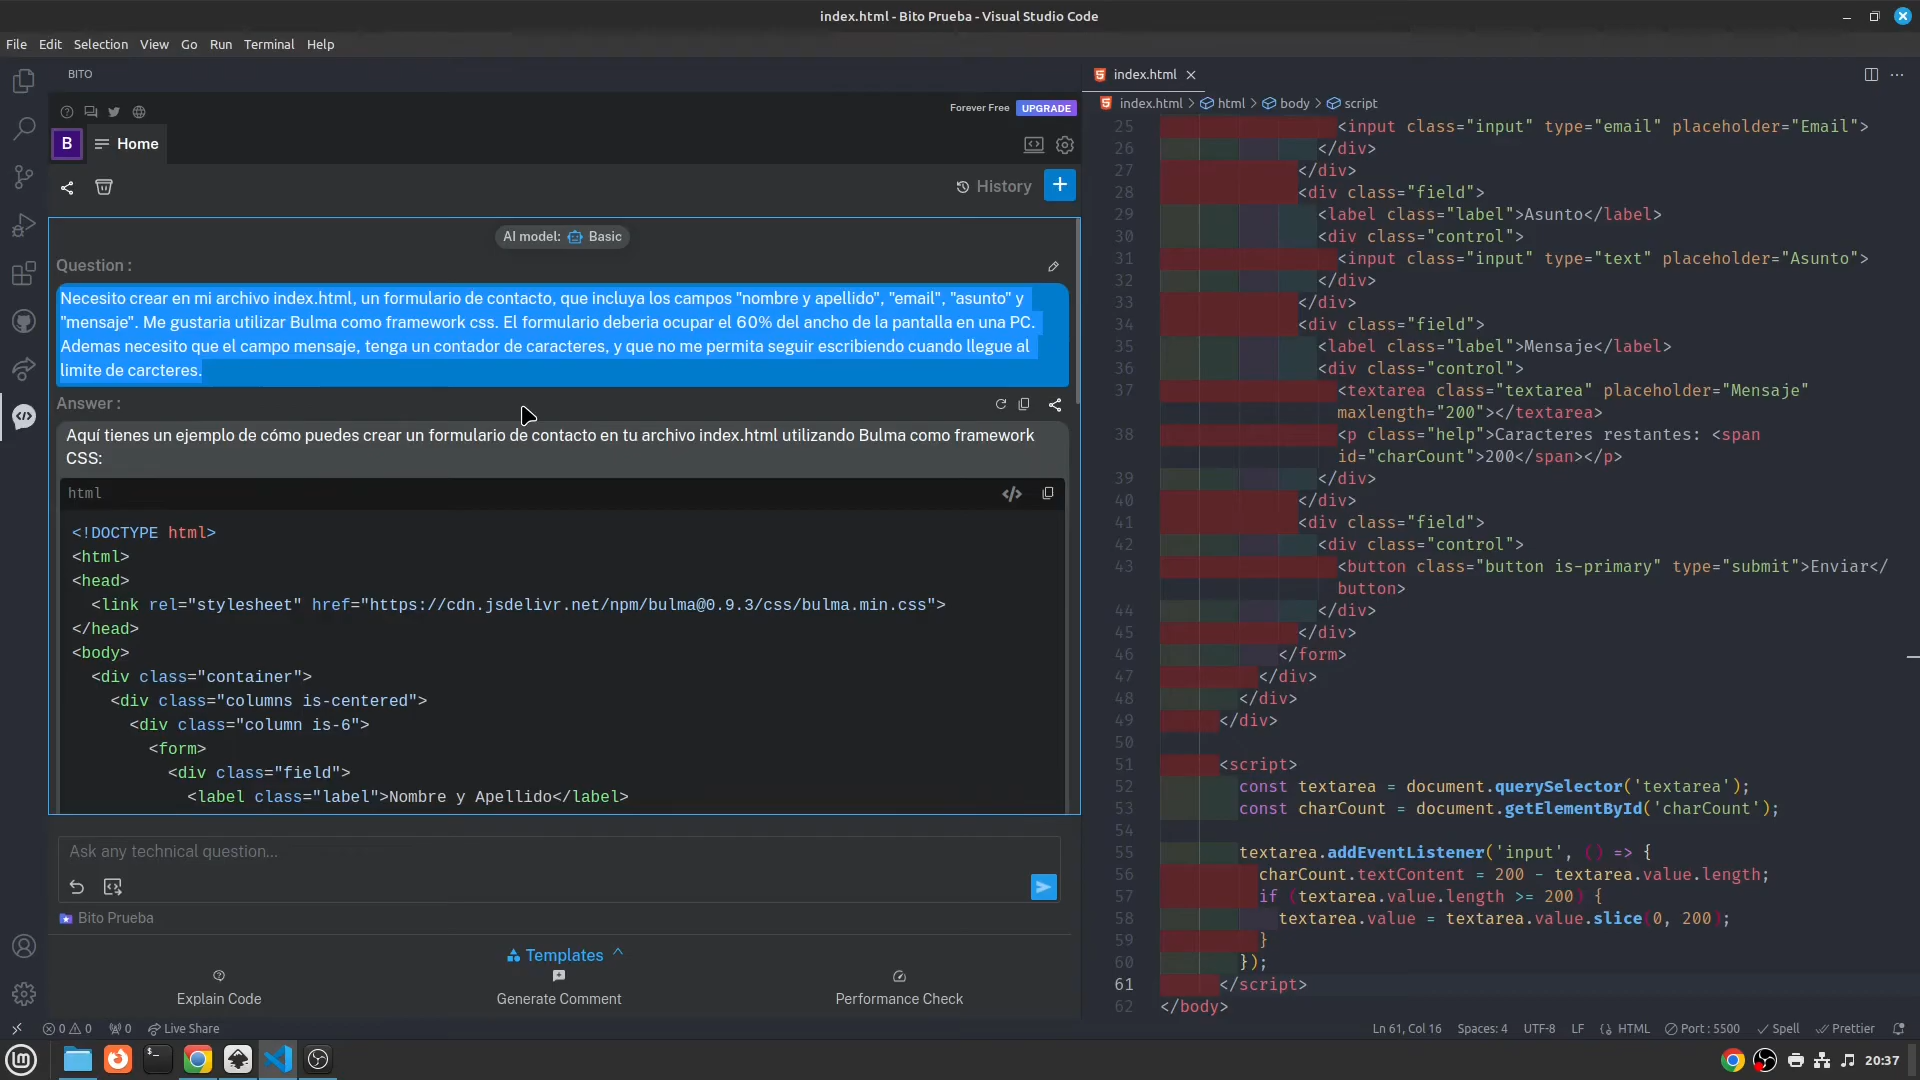 index.html - Bito Prueba - Visual Studio Code
File Edit Selection View Go Run Terminal Help
BITO
Forever Free UPGRADE
B Home
History +
AI model: Basic
Question :
Necesito crear en mi archivo index.html, un formulario de contacto, que incluya los campos "nombre y apellido", "email", "asunto" y
"mensaje". Me gustaria utilizar Bulma como framework css. El formulario deberia ocupar el 60% del ancho de la pantalla en una PC.
Ademas necesito que el campo mensaje, tenga un contador de caracteres, y que no me permita seguir escribiendo cuando llegue al
limite de carcteres.
Answer :
Aquí tienes un ejemplo de cómo puedes crear un formulario de contacto en tu archivo index.html utilizando Bulma como framework
CSS:
html
<!DOCTYPE html>
<html>
<head>
<link rel="stylesheet" href="https://cdn.jsdelivr.net/npm/bulma@0.9.3/css/bulma.min.css">
</head>
<body>
<div class="container">
<div class="columns is-centered">
<div class="column is-6">
<form>
<div class="field">
<label class="label">Nombre y Apellido</label>
Ask any technical question...
Bito Prueba
Templates
Explain Code Generate Comment Performance Check
index.html
index.html > html > body > script
25 <input class="input" type="email" placeholder="Email">
26 </div>
27 </div>
28 <div class="field">
29 <label class="label">Asunto</label>
30 <div class="control">
31 <input class="input" type="text" placeholder="Asunto">
32 </div>
33 </div>
34 <div class="field">
35 <label class="label">Mensaje</label>
36 <div class="control">
37 <textarea class="textarea" placeholder="Mensaje"
maxlength="200"></textarea>
38 <p class="help">Caracteres restantes: <span
id="charCount">200</span></p>
39 </div>
40 </div>
41 <div class="field">
42 <div class="control">
43 <button class="button is-primary" type="submit">Enviar</
button>
44 </div>
45 </div>
46 </form>
47 </div>
48 </div>
49 </div>
50
51 <script>
52 const textarea = document.querySelector('textarea');
53 const charCount = document.getElementById('charCount');
54
55 textarea.addEventListener('input', () => {
56 charCount.textContent = 200 - textarea.value.length;
57 if (textarea.value.length >= 200) {
58 textarea.value = textarea.value.slice(0, 200);
59 }
60 });
61 </script>
62 </body>
0 0 0 Live Share Ln 61, Col 16 Spaces: 4 UTF-8 LF HTML Port : 5500 Spell Prettier
20:37